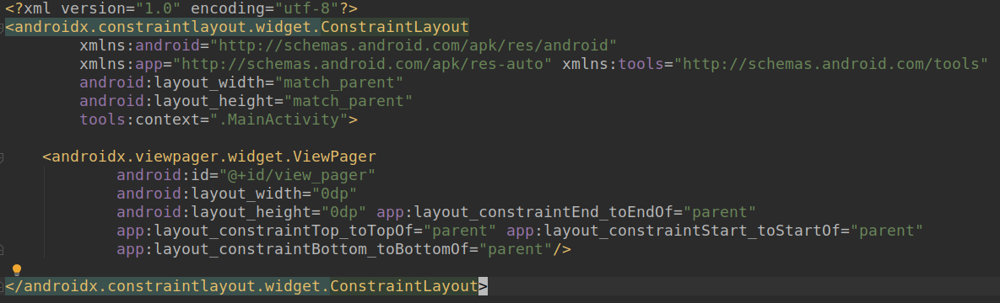 <?xml version="1.0" encoding="utf-8"?>
<androidx.constraintlayout.widget.ConstraintLayout
xmlns:android="http://schemas.android.com/apk/res/android"
xmlns:app="http://schemas.android.com/apk/res-auto" xmlns:tools="http://schemas.android.com/tools"
android:layout_width="match_parent"
android:layout_height="match_parent"
tools:context=".MainActivity">
<androidx.viewpager.widget.ViewPager
android:id="@+id/view_pager"
android:layout_width="0dp"
android:layout_height="0dp" app:layout_constraintEnd_toEndOf="parent"
app:layout_constraintTop_toTopOf="parent" app:layout_constraintStart_toStartOf="parent"
app:layout_constraintBottom_toBottomOf="parent"/>
</androidx.constraintlayout.widget.ConstraintLayout>